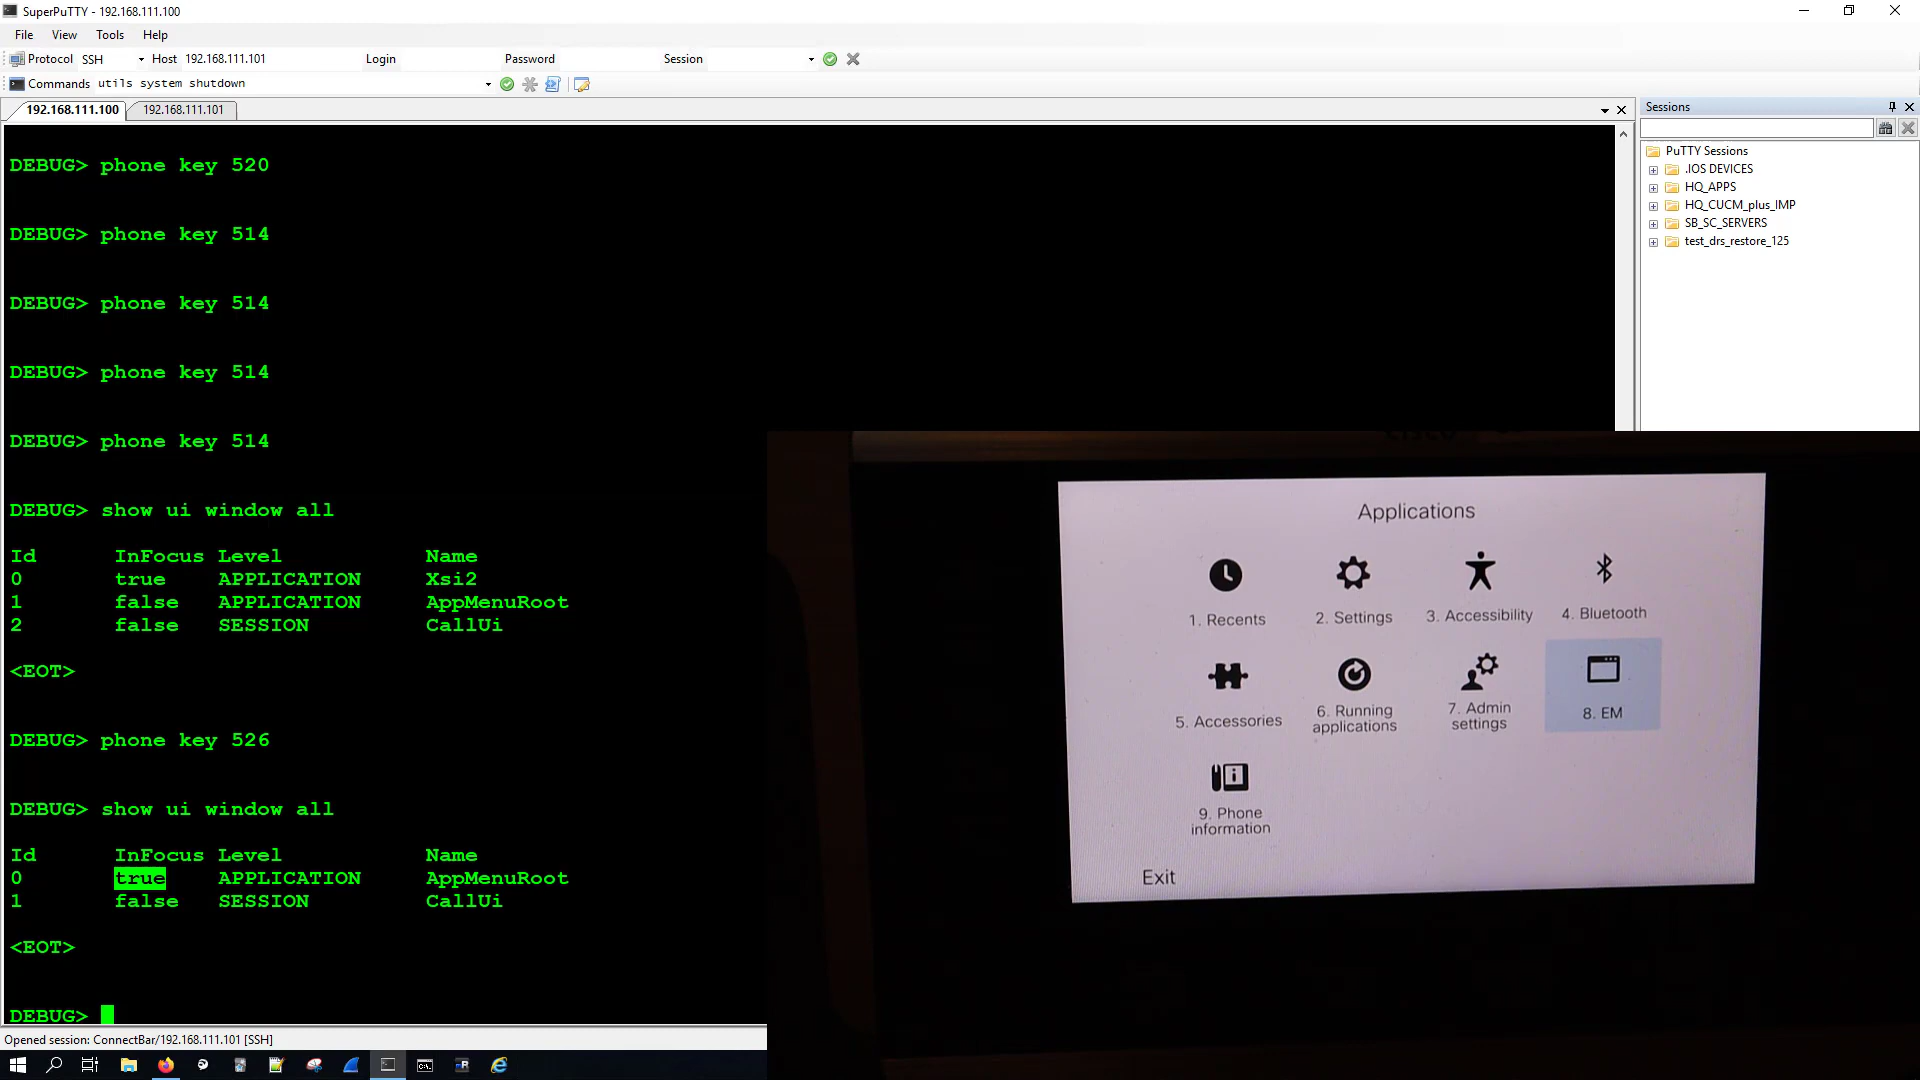 SuperPuTTY - 192.168.111.100
File View Tools Help
Protocol SSH Host 192.168.111.101 Login Password Session
Commands utils system shutdown
192.168.111.100 192.168.111.101
DEBUG> phone key 520
DEBUG> phone key 514
DEBUG> phone key 514
DEBUG> phone key 514
DEBUG> phone key 514
DEBUG> show ui window all
Id InFocus Level Name
0 true APPLICATION Xsi2
1 false APPLICATION AppMenuRoot
2 false SESSION CallUi
<EOT>
DEBUG> phone key 526
DEBUG> show ui window all
Id InFocus Level Name
0 true APPLICATION AppMenuRoot
1 false SESSION CallUi
<EOT>
DEBUG>
Opened session: ConnectBar/192.168.111.101 [SSH]
Sessions
PuTTY Sessions
.IOS DEVICES
HQ_APPS
HQ_CUCM_plus_IMP
SB_SC_SERVERS
test_drs_restore_125
Applications
1. Recents
2. Settings
3. Accessibility
4. Bluetooth
5. Accessories
6. Running
applications
7. Admin
settings
8. EM
9. Phone
information
Exit